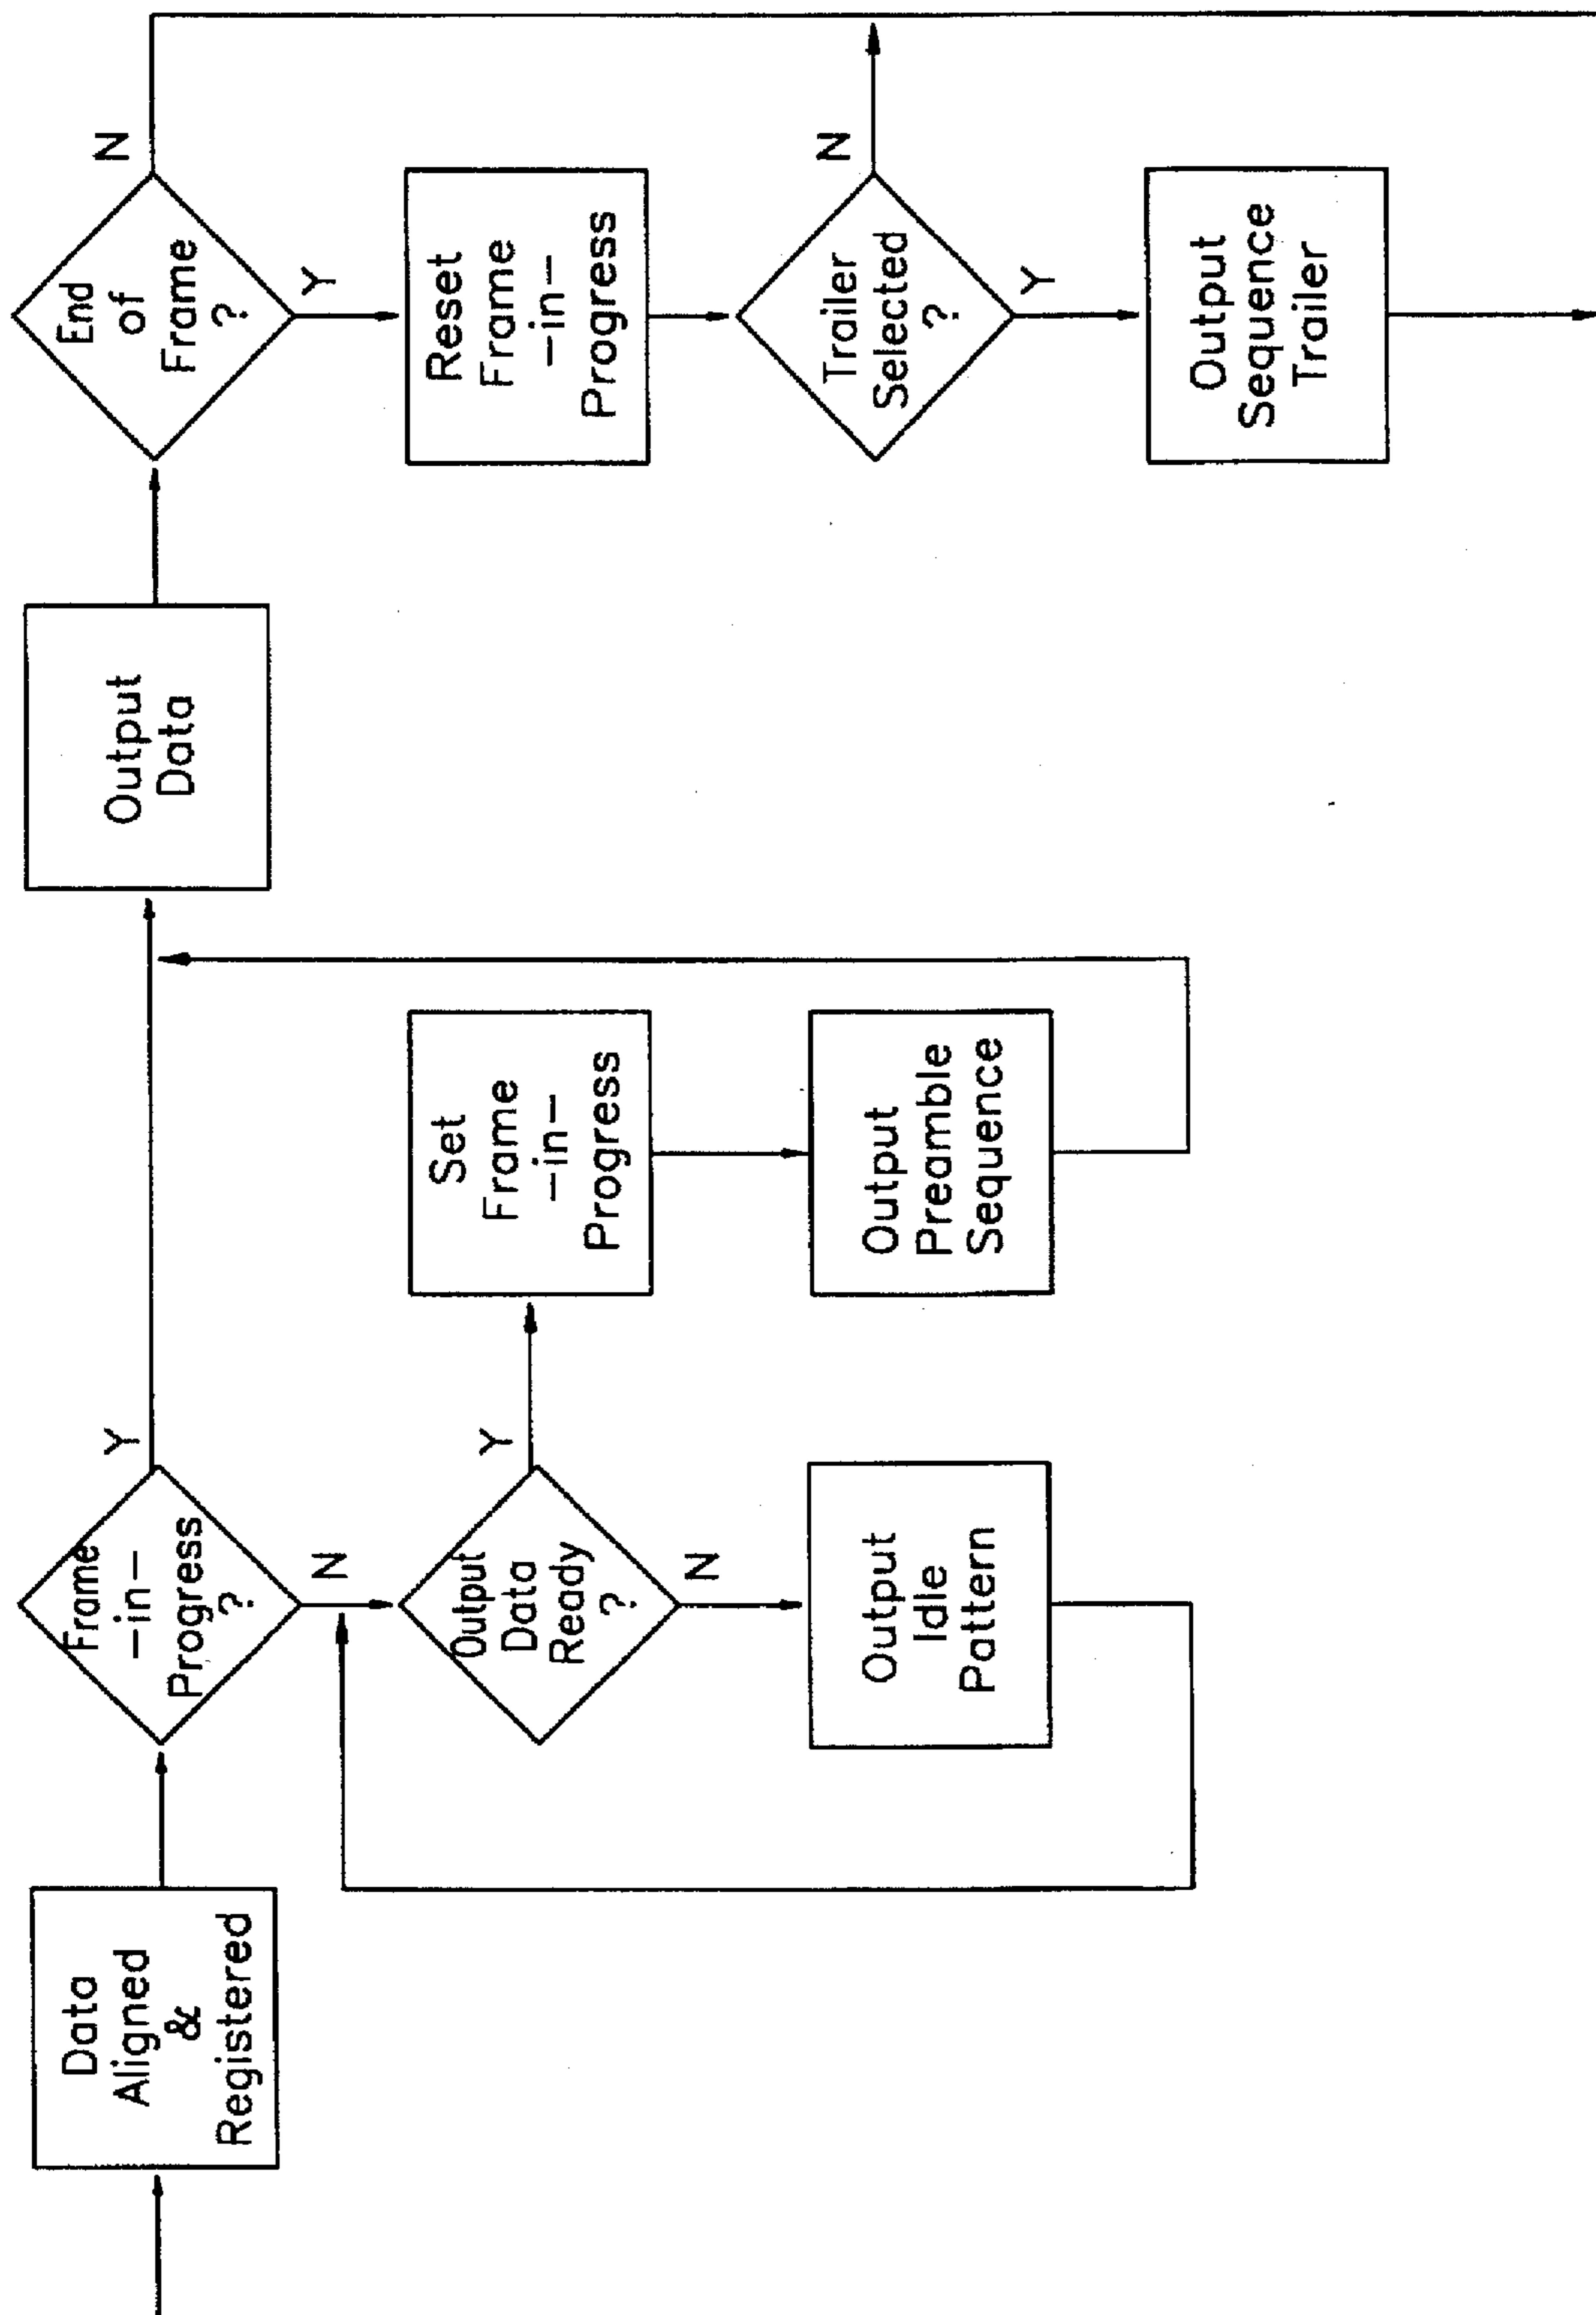 Data
Aligned
&
Registered
Frame
-in-
Progress
?
Y
N
Output
Data
Ready
?
Y
N
Output
Idle
Pattern
Set
Frame
-in-
Progress
Output
Preamble
Sequence
Output
Data
End
of
Frame
?
N
Y
Reset
Frame
-in-
Progress
Trailer
Selected
?
N
Y
Output
Sequence
Trailer